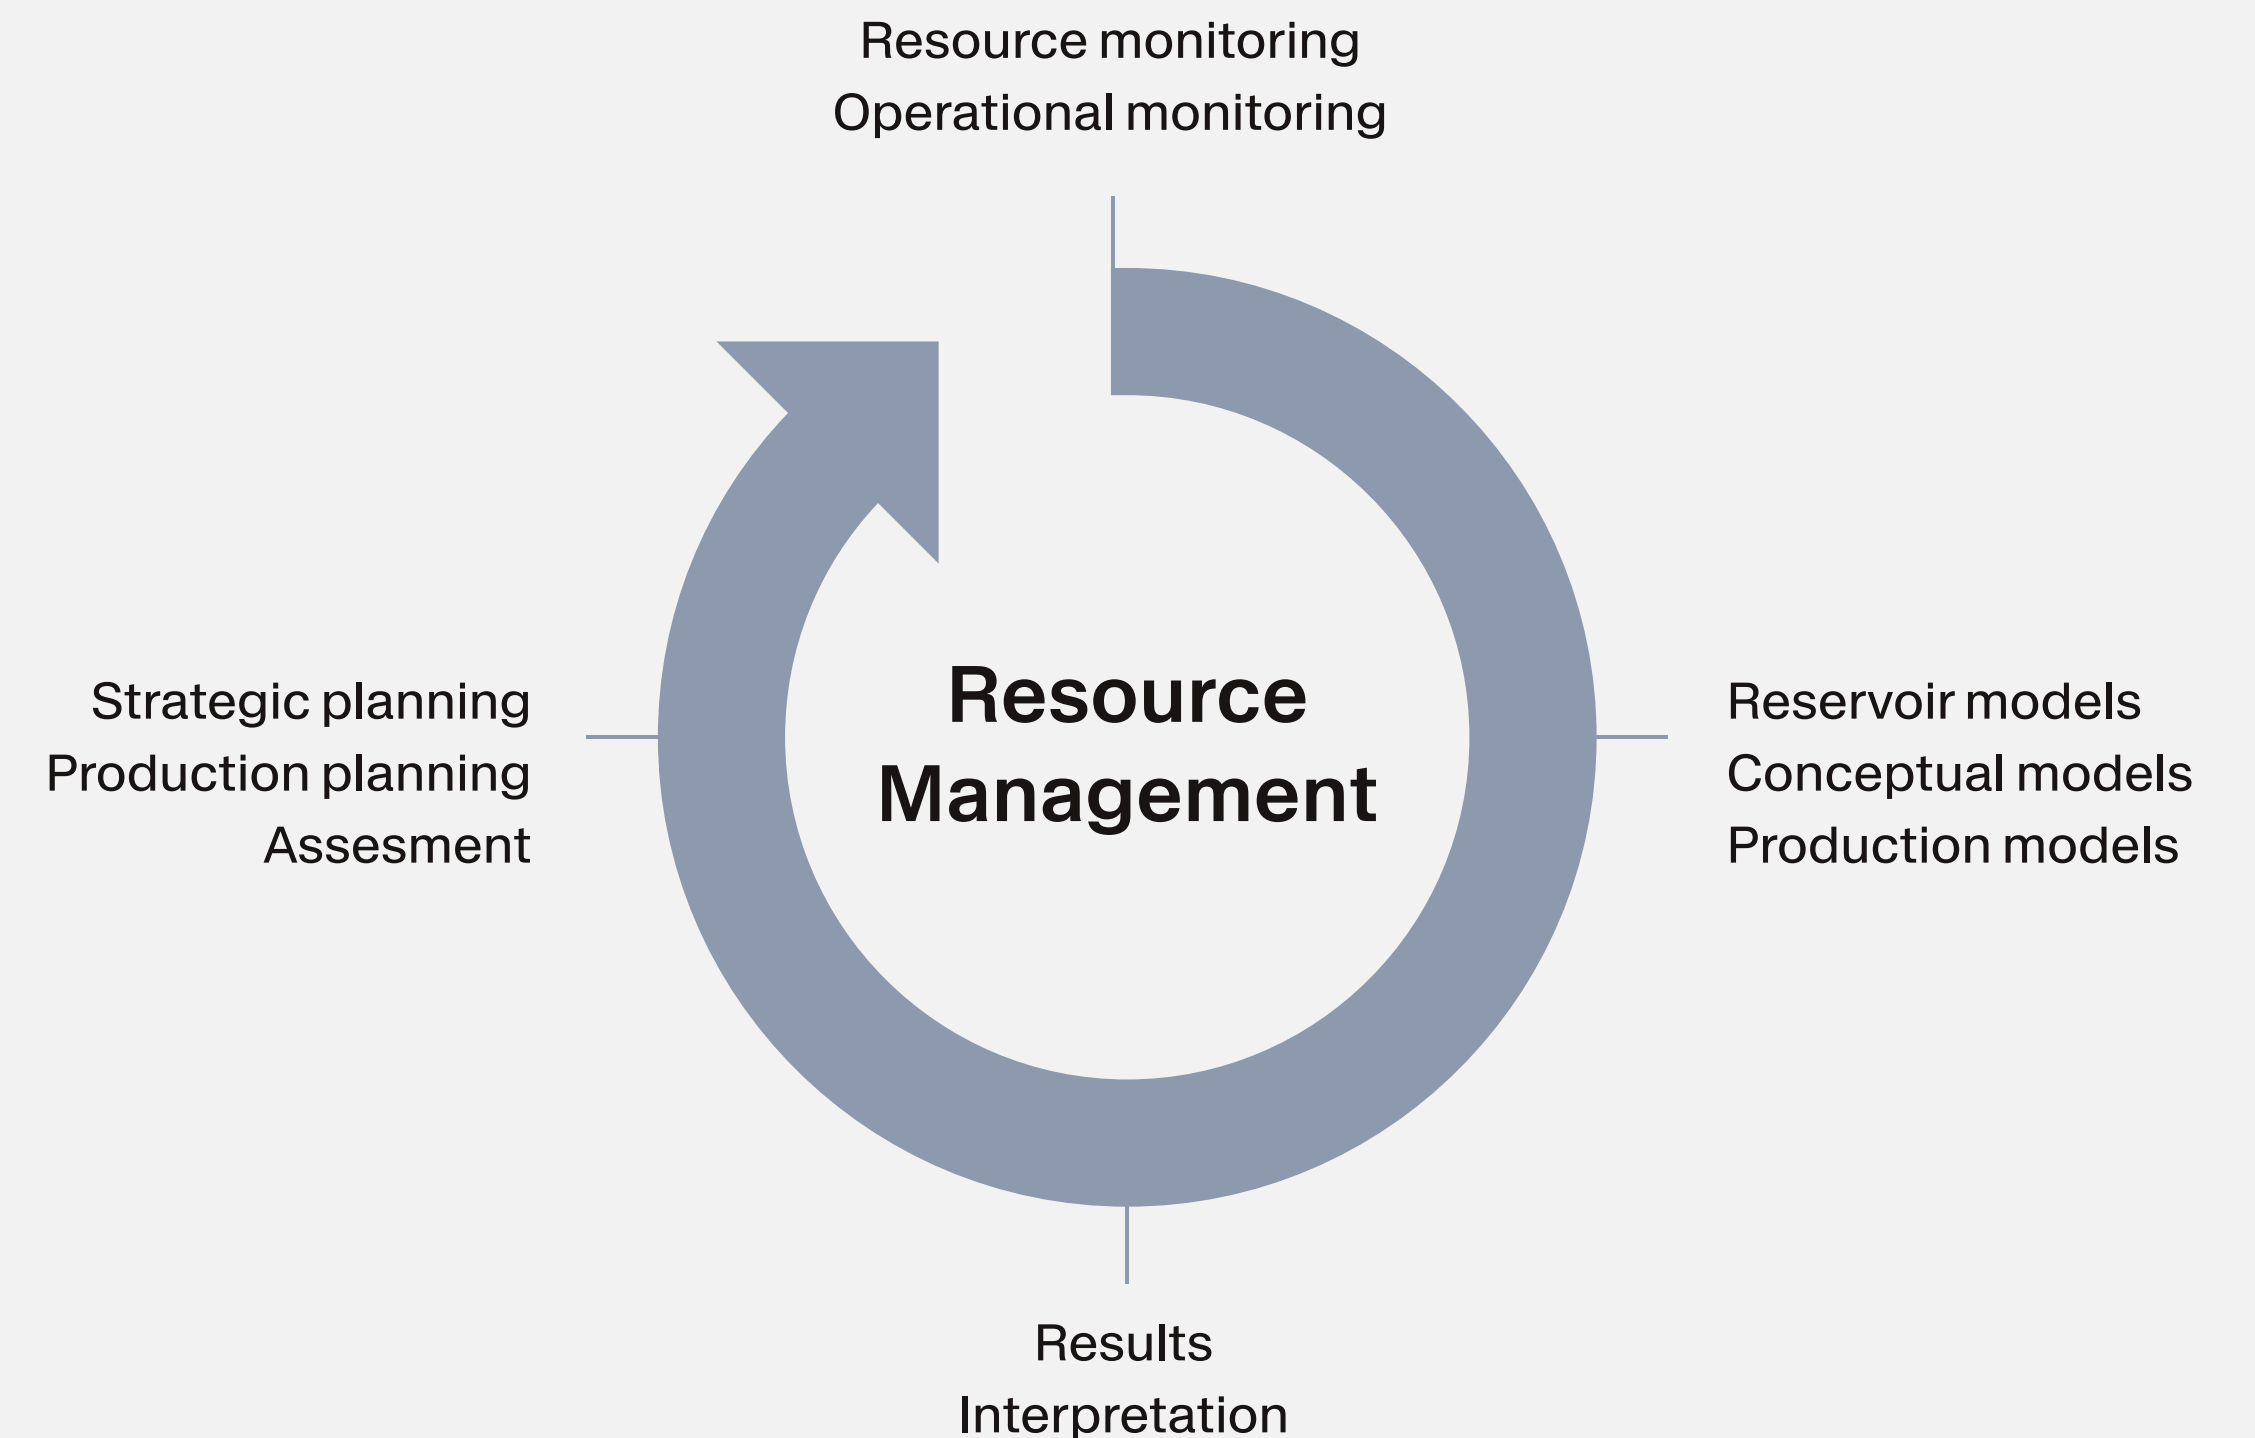 Resource monitoring
Operational monitoring
Resource
Management
Strategic planning
Production planning
Assesment
Reservoir models
Conceptual models
Production models
Results
Interpretation